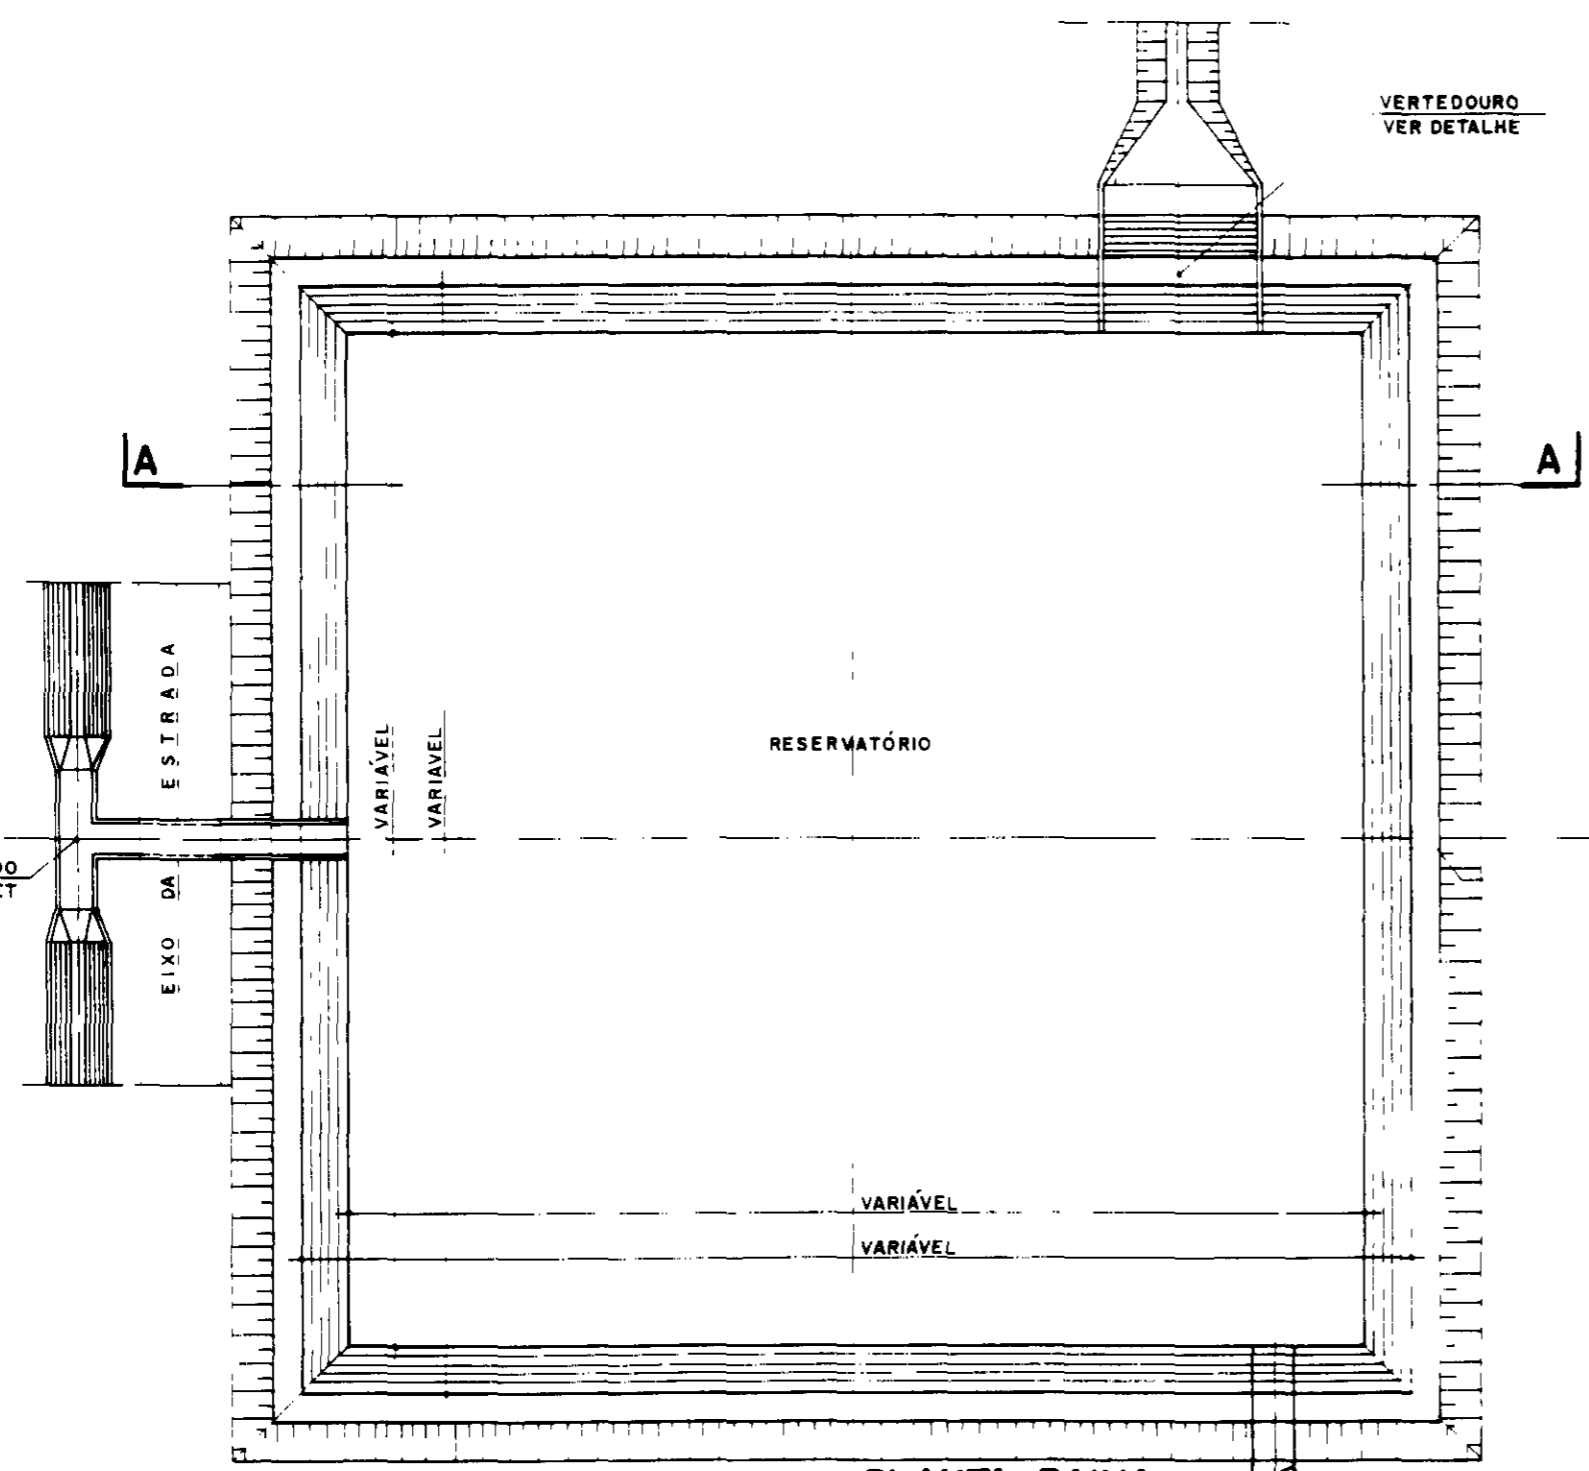 VERTEDOURO
VER DETALHE
A
A
EIXO DA ESTRADA
VARIÁVEL
VARIAVEL
RESERVATÓRIO
VARIÁVEL
VARIÁVEL